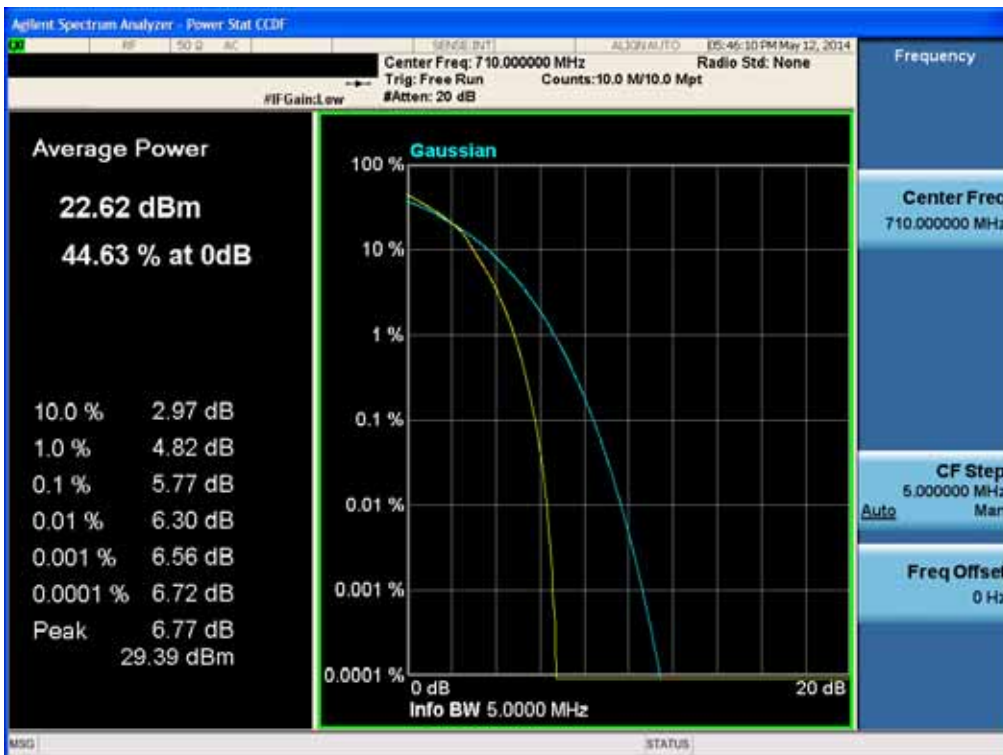 Agilent Spectrum Analyzer - Power Stat CCDF
RF 50 Ω AC SENSE:INT ALIGN AUTO 05:46:10 PM May 12, 2014
Center Freq: 710.000000 MHz Radio Std: None
Trig: Free Run Counts:10.0 M/10.0 Mpt
#IFGain:Low #Atten: 20 dB
Frequency
Average Power
22.62 dBm
44.63 % at 0dB
10.0 % 2.97 dB
1.0 % 4.82 dB
0.1 % 5.77 dB
0.01 % 6.30 dB
0.001 % 6.56 dB
0.0001 % 6.72 dB
Peak 6.77 dB
29.39 dBm
Gaussian
100 %
10 %
1 %
0.1 %
0.01 %
0.001 %
0.0001 %
0 dB 20 dB
Info BW 5.0000 MHz
Center Freq
710.000000 MHz
CF Step
5.000000 MHz
Auto Man
Freq Offset
0 Hz
MSG STATUS